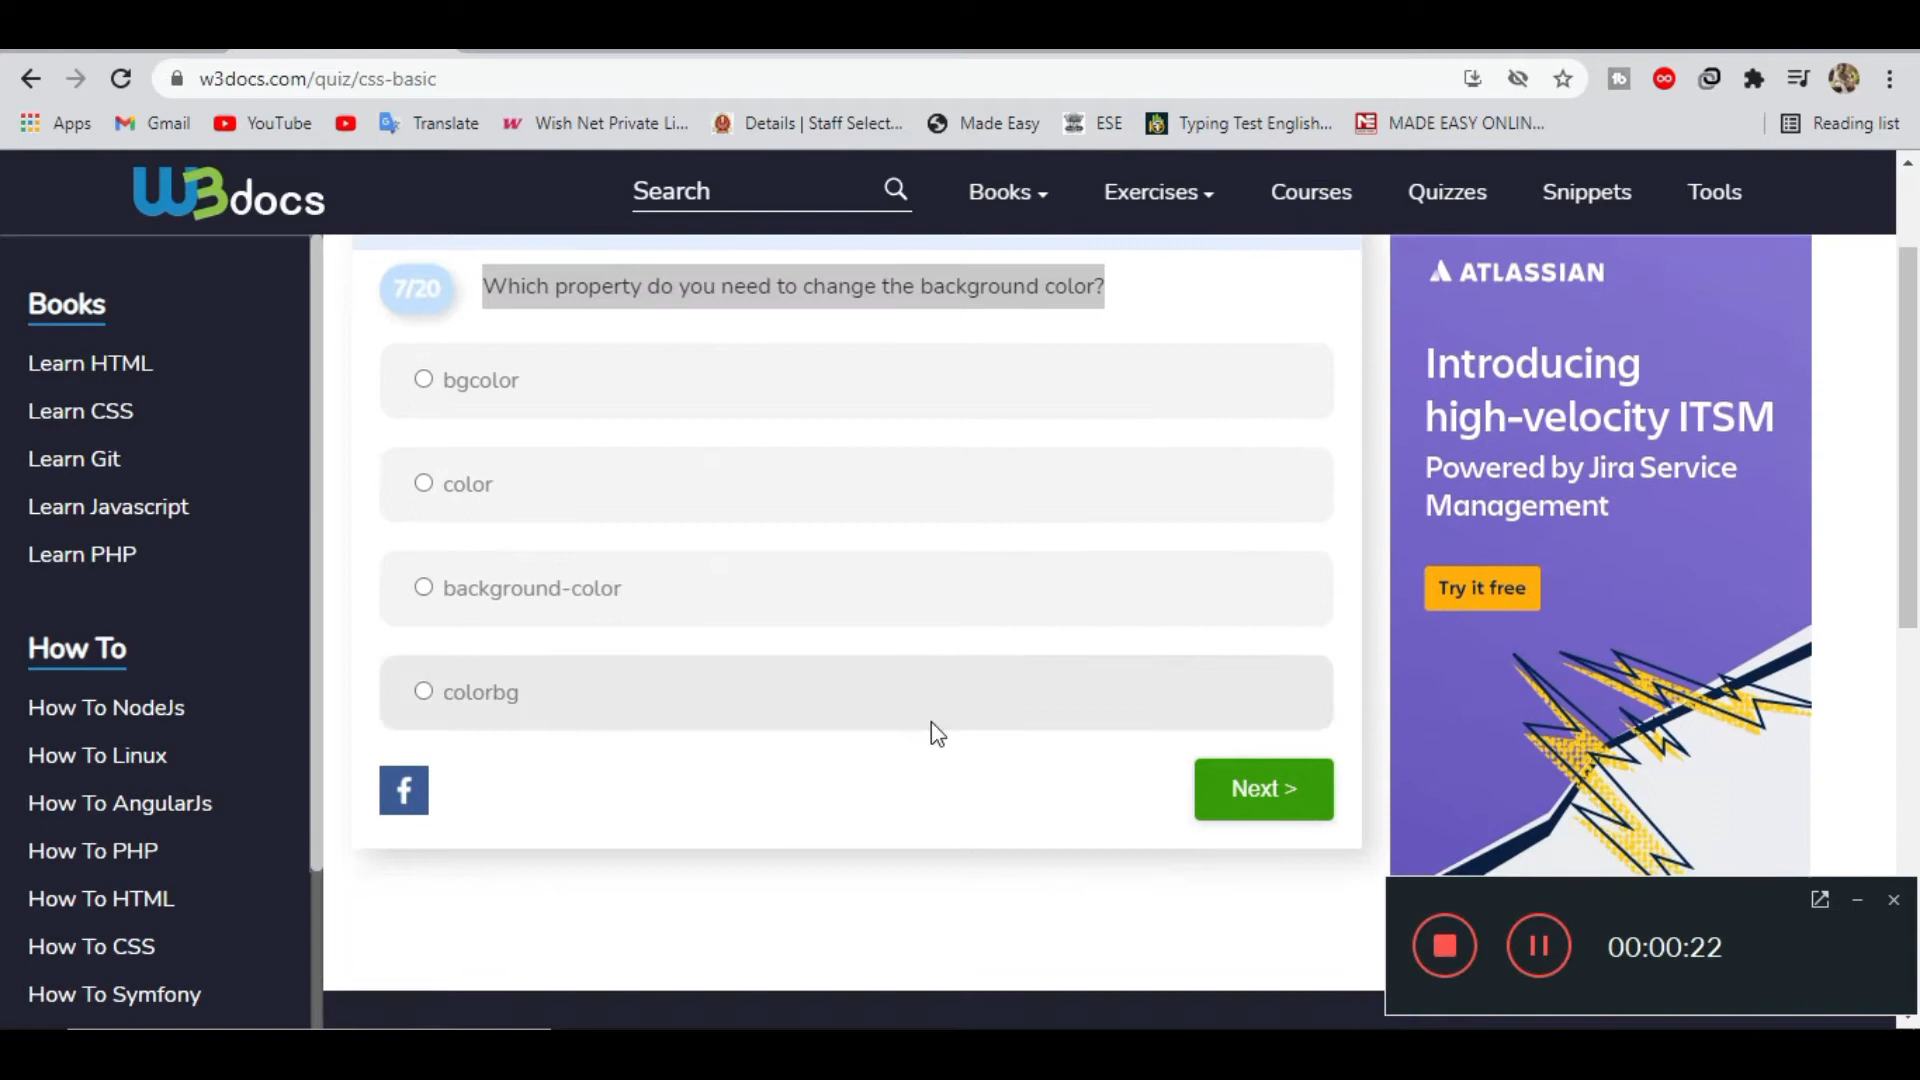 w3docs.com/quiz/css-basic
Apps
Gmail
YouTube
Translate
Wish Net Private Li...
Details | Staff Select...
Made Easy
ESE
Typing Test English...
MADE EASY ONLIN...
Reading list
W3docs
Search
Books
Exercises
Courses
Quizzes
Snippets
Tools
Books
Learn HTML
Learn CSS
Learn Git
Learn Javascript
Learn PHP
How To
How To NodeJs
How To Linux
How To AngularJs
How To PHP
How To HTML
How To CSS
How To Symfony
7/20
Which property do you need to change the background color?
bgcolor
color
background-color
colorbg
Next >
ATLASSIAN
Introducing
high-velocity ITSM
Powered by Jira Service
Management
Try it free
00:00:22